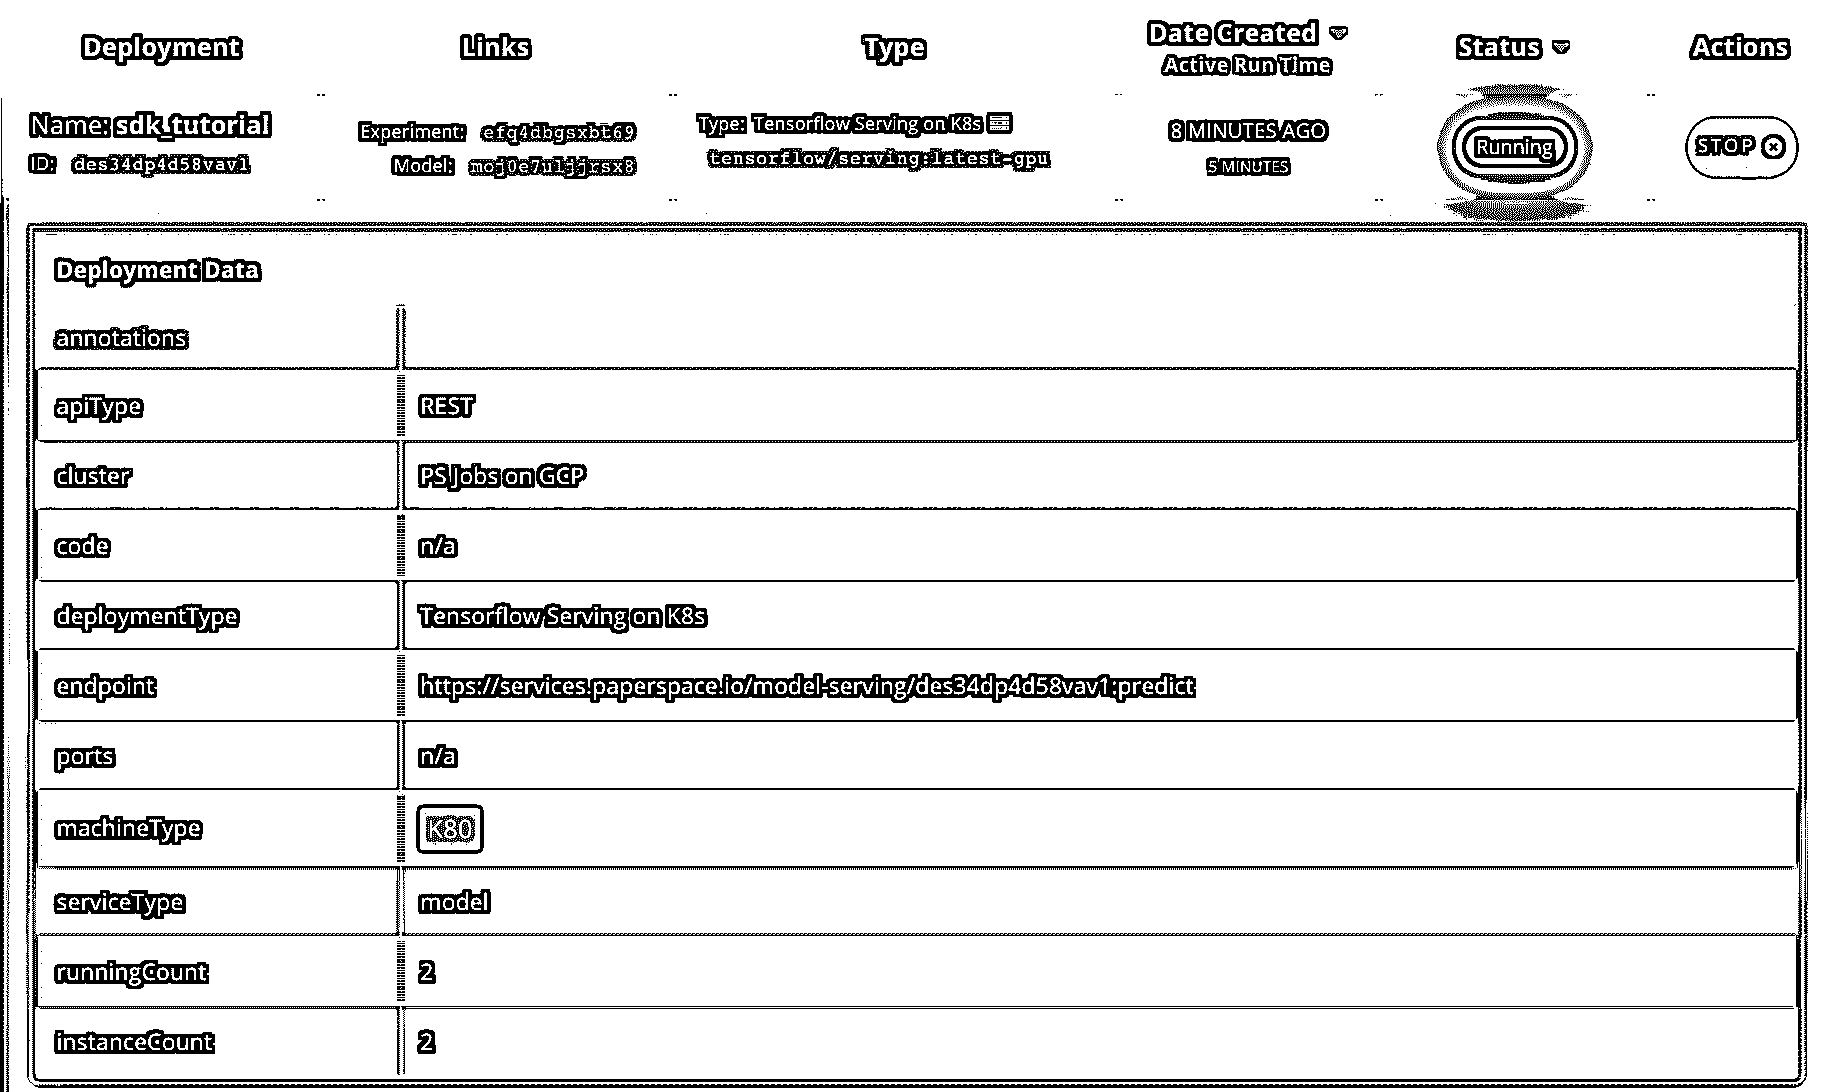 Deployment Links Type Date Created Status Actions
Active Run Time
Name: sdk_tutorial
ID: des34dp4d58vav1
Experiment: efq4dbgsxbt69
Model: moj0e7uljjrsx8
Type: Tensorflow Serving on K8s
tensorflow/serving:latest-gpu
8 MINUTES AGO
5 MINUTES
Running
STOP
Deployment Data
annotations
apiType REST
cluster PS Jobs on GCP
code n/a
deploymentType Tensorflow Serving on K8s
endpoint https://services.paperspace.io/model-serving/des34dp4d58vav1:predict
ports n/a
machineType K80
serviceType model
runningCount 2
instanceCount 2